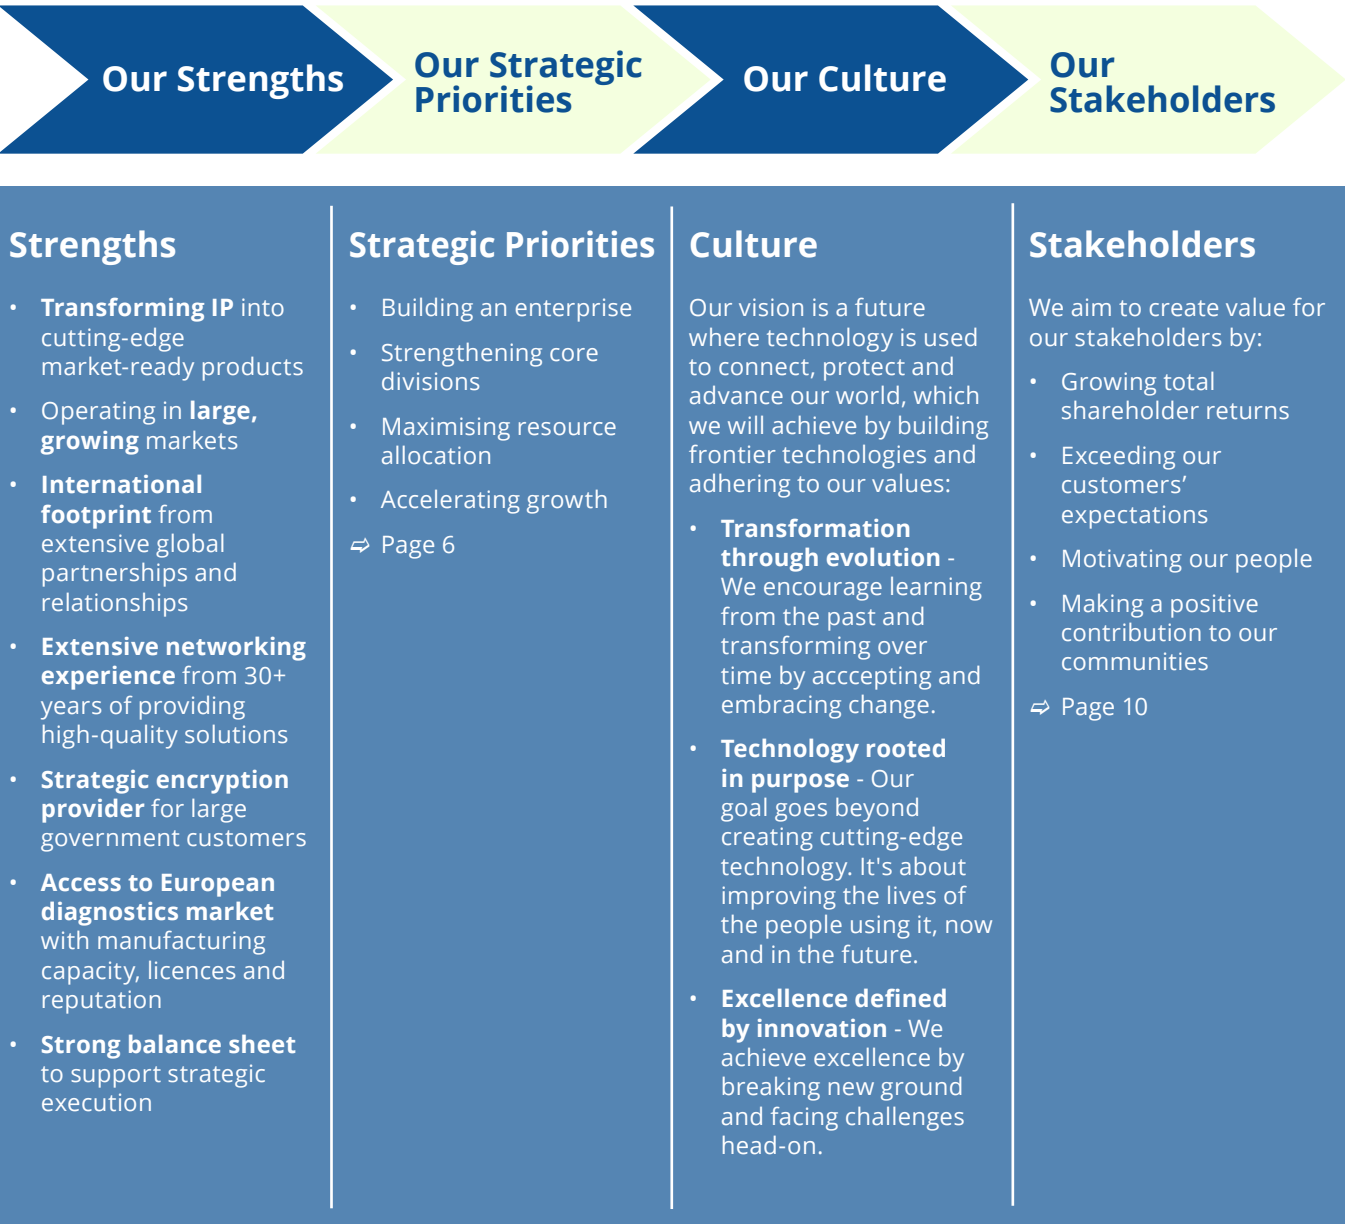 Our Strengths
Our Strategic
Priorities
Our Culture
Our
Stakeholders
Strengths
• Transforming IP into
cutting-edge
market-ready products
• Operating in large,
growing markets
• International
footprint from
extensive global
partnerships and
relationships
• Extensive networking
experience from 30+
years of providing
high-quality solutions
• Strategic encryption
provider for large
government customers
• Access to European
diagnostics market
with manufacturing
capacity, licences and
reputation
• Strong balance sheet
to support strategic
execution
Strategic Priorities
• Building an enterprise
• Strengthening core
divisions
• Maximising resource
allocation
• Accelerating growth
⇨ Page 6
Culture
Our vision is a future
where technology is used
to connect, protect and
advance our world, which
we will achieve by building
frontier technologies and
adhering to our values:
• Transformation
through evolution -
We encourage learning
from the past and
transforming over
time by acccepting and
embracing change.
• Technology rooted
in purpose - Our
goal goes beyond
creating cutting-edge
technology. It's about
improving the lives of
the people using it, now
and in the future.
• Excellence defined
by innovation - We
achieve excellence by
breaking new ground
and facing challenges
head-on.
Stakeholders
We aim to create value for
our stakeholders by:
• Growing total
shareholder returns
• Exceeding our
customers’
expectations
• Motivating our people
• Making a positive
contribution to our
communities
⇨ Page 10